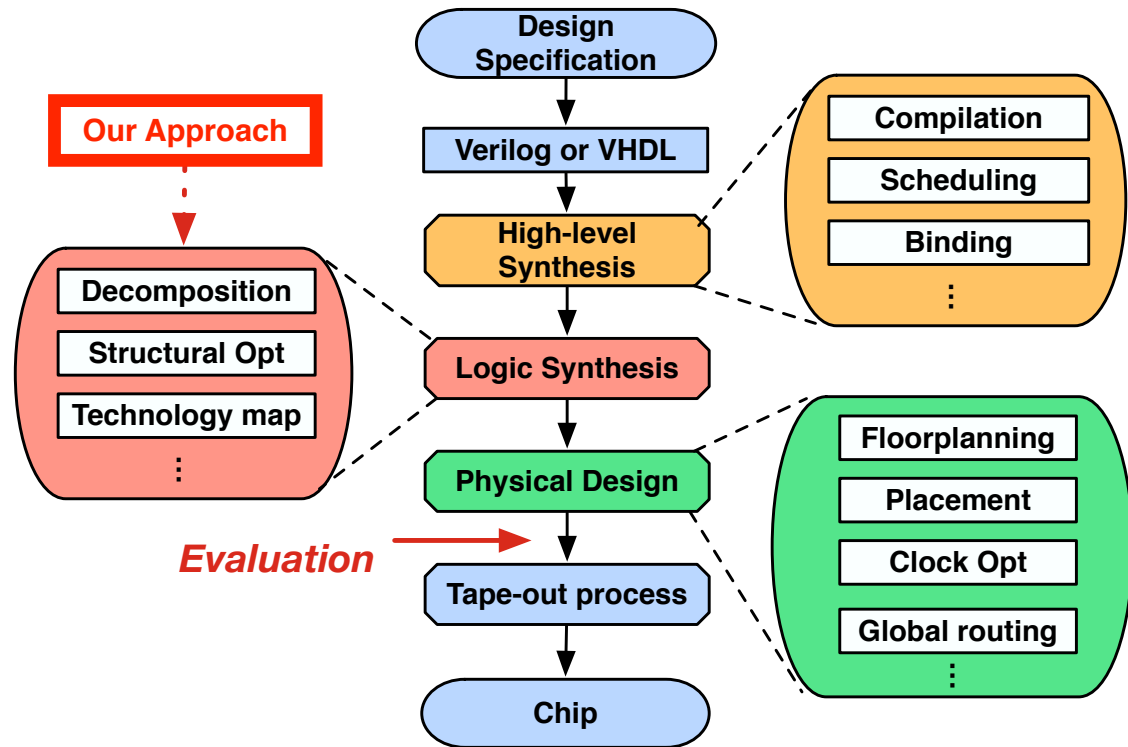 Design
Specification
Verilog or VHDL
High-level
Synthesis
Logic Synthesis
Physical Design
Tape-out process
Chip
Our Approach
Decomposition
Structural Opt
Technology map
⋮
Evaluation
Compilation
Scheduling
Binding
⋮
Floorplanning
Placement
Clock Opt
Global routing
⋮